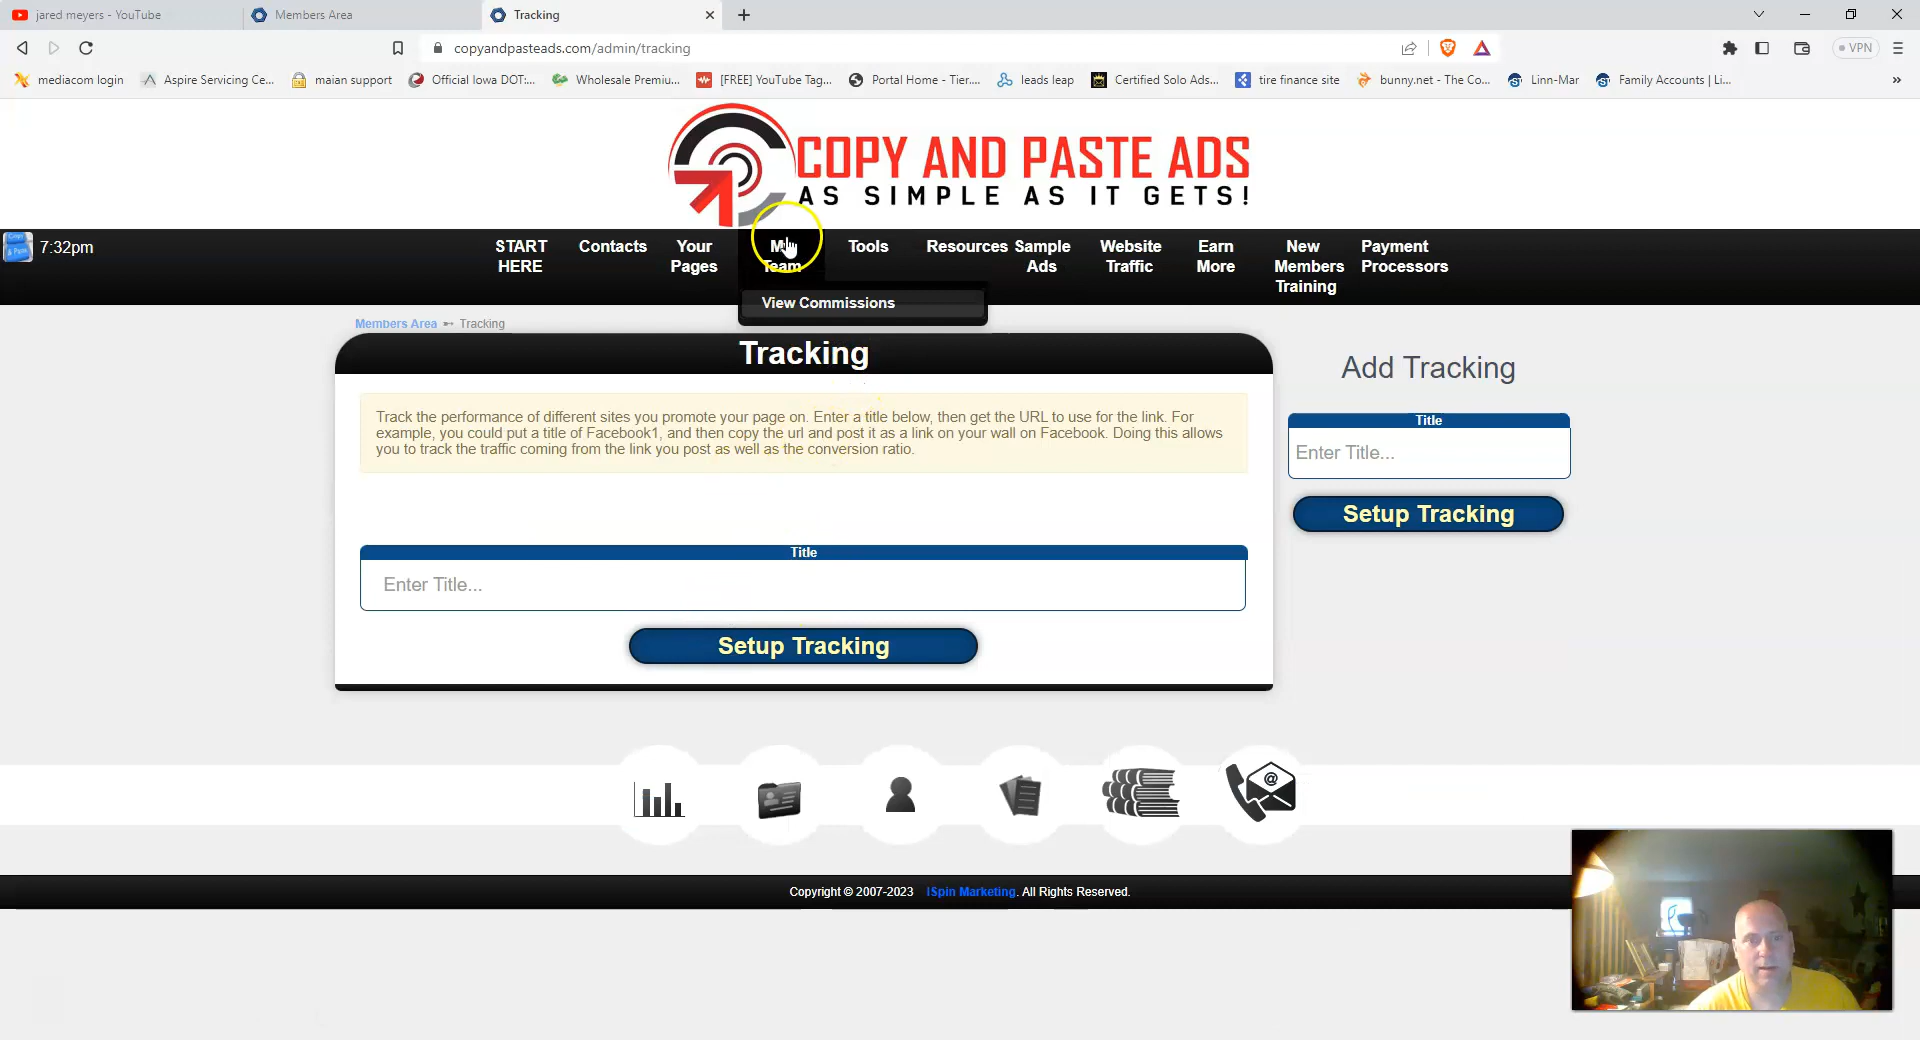 jared meyers - YouTube
Members Area
Tracking
copyandpasteads.com/admin/tracking
VPN
mediacom login
Aspire Servicing Ce...
maian support
Official Iowa DOT:...
Wholesale Premiu...
[FREE] YouTube Tag...
Portal Home - Tier....
leads leap
Certified Solo Ads...
tire finance site
bunny.net - The Co...
Linn-Mar
Family Accounts | Li...
COPY AND PASTE ADS
AS SIMPLE AS IT GETS!
7:32pm
START HERE
Contacts
Your Pages
Team
Tools
Resources
Sample Ads
Website Traffic
Earn More
New Members Training
Payment Processors
View Commissions
Members Area ➵ Tracking
Tracking
Track the performance of different sites you promote your page on. Enter a title below, then get the URL to use for the link. For
example, you could put a title of Facebook1, and then copy the url and post it as a link on your wall on Facebook. Doing this allows
you to track the traffic coming from the link you post as well as the conversion ratio.
Title
Enter Title...
Setup Tracking
Add Tracking
Title
Enter Title...
Setup Tracking
Copyright © 2007-2023 ISpin Marketing. All Rights Reserved.